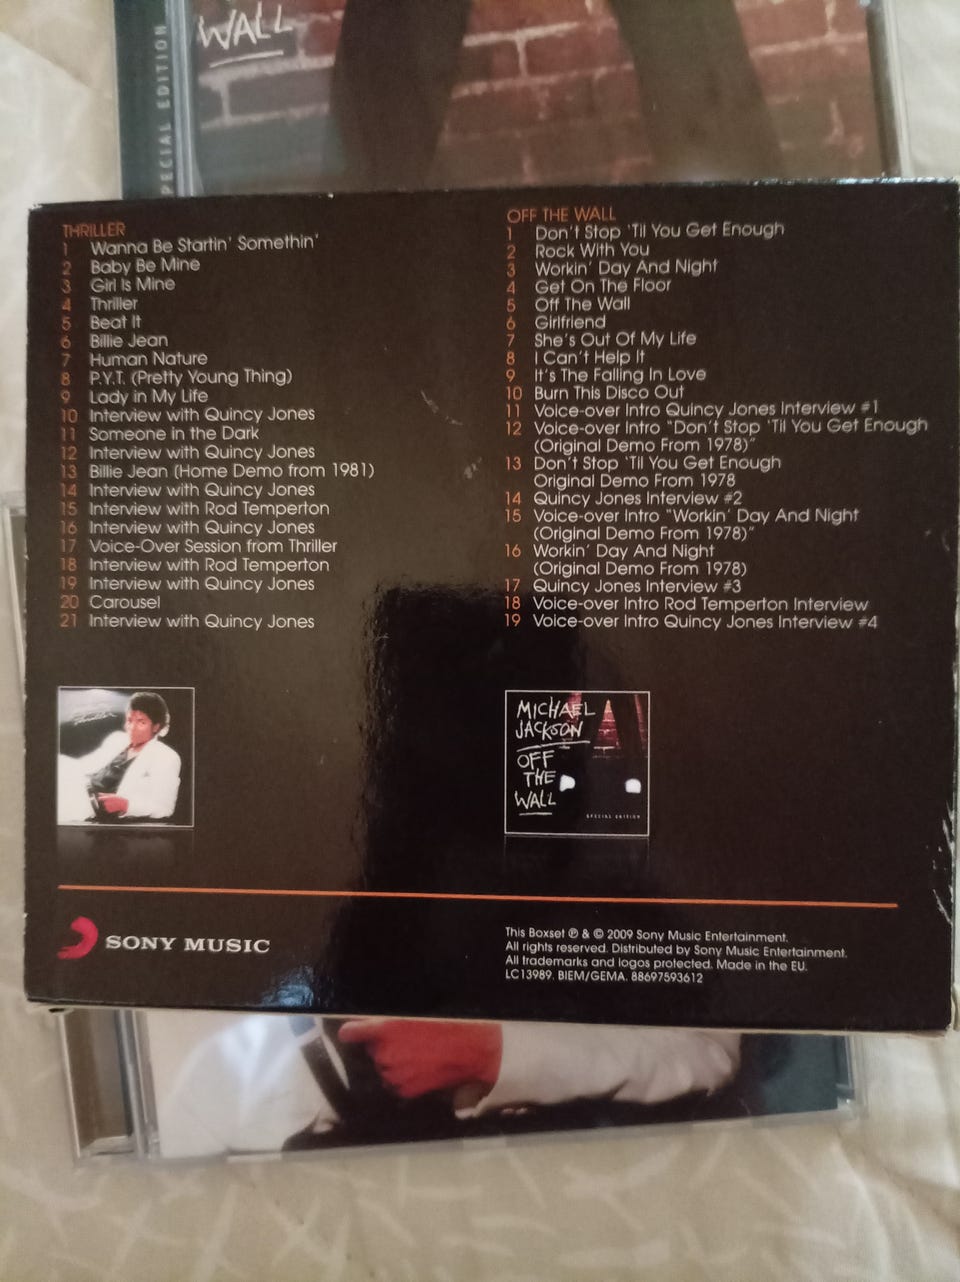 WALL
SPECIAL EDITION
THRILLER
1 Wanna Be Startin' Somethin'
2 Baby Be Mine
3 Girl Is Mine
4 Thriller
5 Beat It
6 Billie Jean
7 Human Nature
8 P.Y.T. (Pretty Young Thing)
9 Lady in My Life
10 Interview with Quincy Jones
11 Someone in the Dark
12 Interview with Quincy Jones
13 Billie Jean (Home Demo from 1981)
14 Interview with Quincy Jones
15 Interview with Rod Temperton
16 Interview with Quincy Jones
17 Voice-Over Session from Thriller
18 Interview with Rod Temperton
19 Interview with Quincy Jones
20 Carousel
21 Interview with Quincy Jones
OFF THE WALL
1 Don't Stop 'Til You Get Enough
2 Rock With You
3 Workin' Day And Night
4 Get On The Floor
5 Off The Wall
6 Girlfriend
7 She's Out Of My Life
8 I Can't Help It
9 It's The Falling In Love
10 Burn This Disco Out
11 Voice-over Intro Quincy Jones Interview #1
12 Voice-over Intro "Don't Stop 'Til You Get Enough
(Original Demo From 1978)"
13 Don't Stop 'Til You Get Enough
Original Demo From 1978
14 Quincy Jones Interview #2
15 Voice-over Intro "Workin' Day And Night
(Original Demo From 1978)"
16 Workin' Day And Night
(Original Demo From 1978)
17 Quincy Jones Interview #3
18 Voice-over Intro Rod Temperton Interview
19 Voice-over Intro Quincy Jones Interview #4
MICHAEL
JACKSON
OFF
THE
WALL
SPECIAL EDITION
SONY MUSIC
This Boxset ℗ & © 2009 Sony Music Entertainment.
All rights reserved. Distributed by Sony Music Entertainment.
All trademarks and logos protected. Made in the EU.
LC13989. BIEM/GEMA. 88697593612